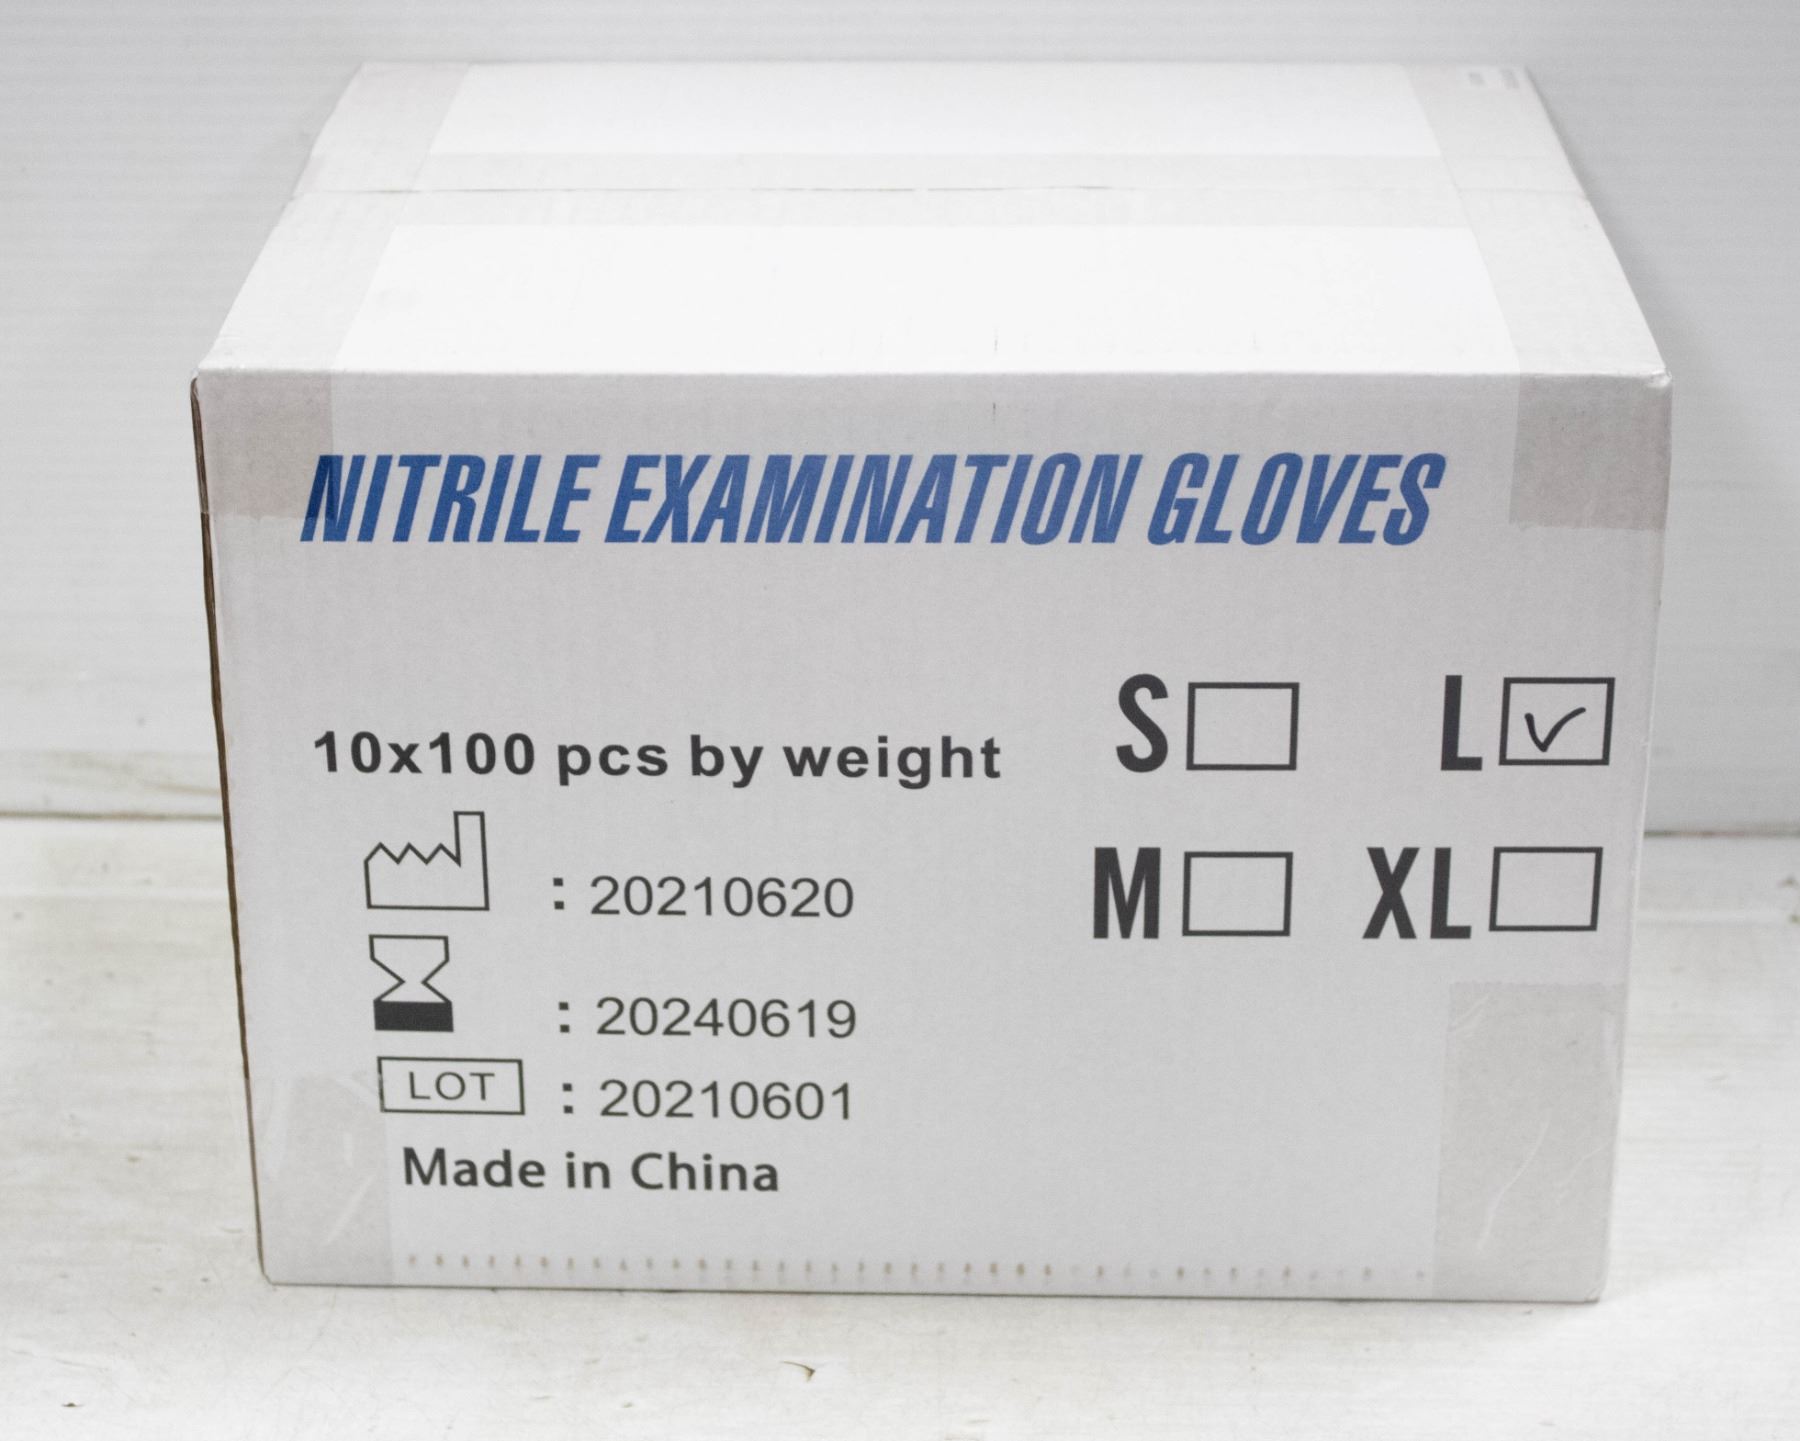 NITRILE EXAMINATION GLOVES
10x100 pcs by weight
S L
M XL
: 20210620
: 20240619
LOT : 20210601
Made in China